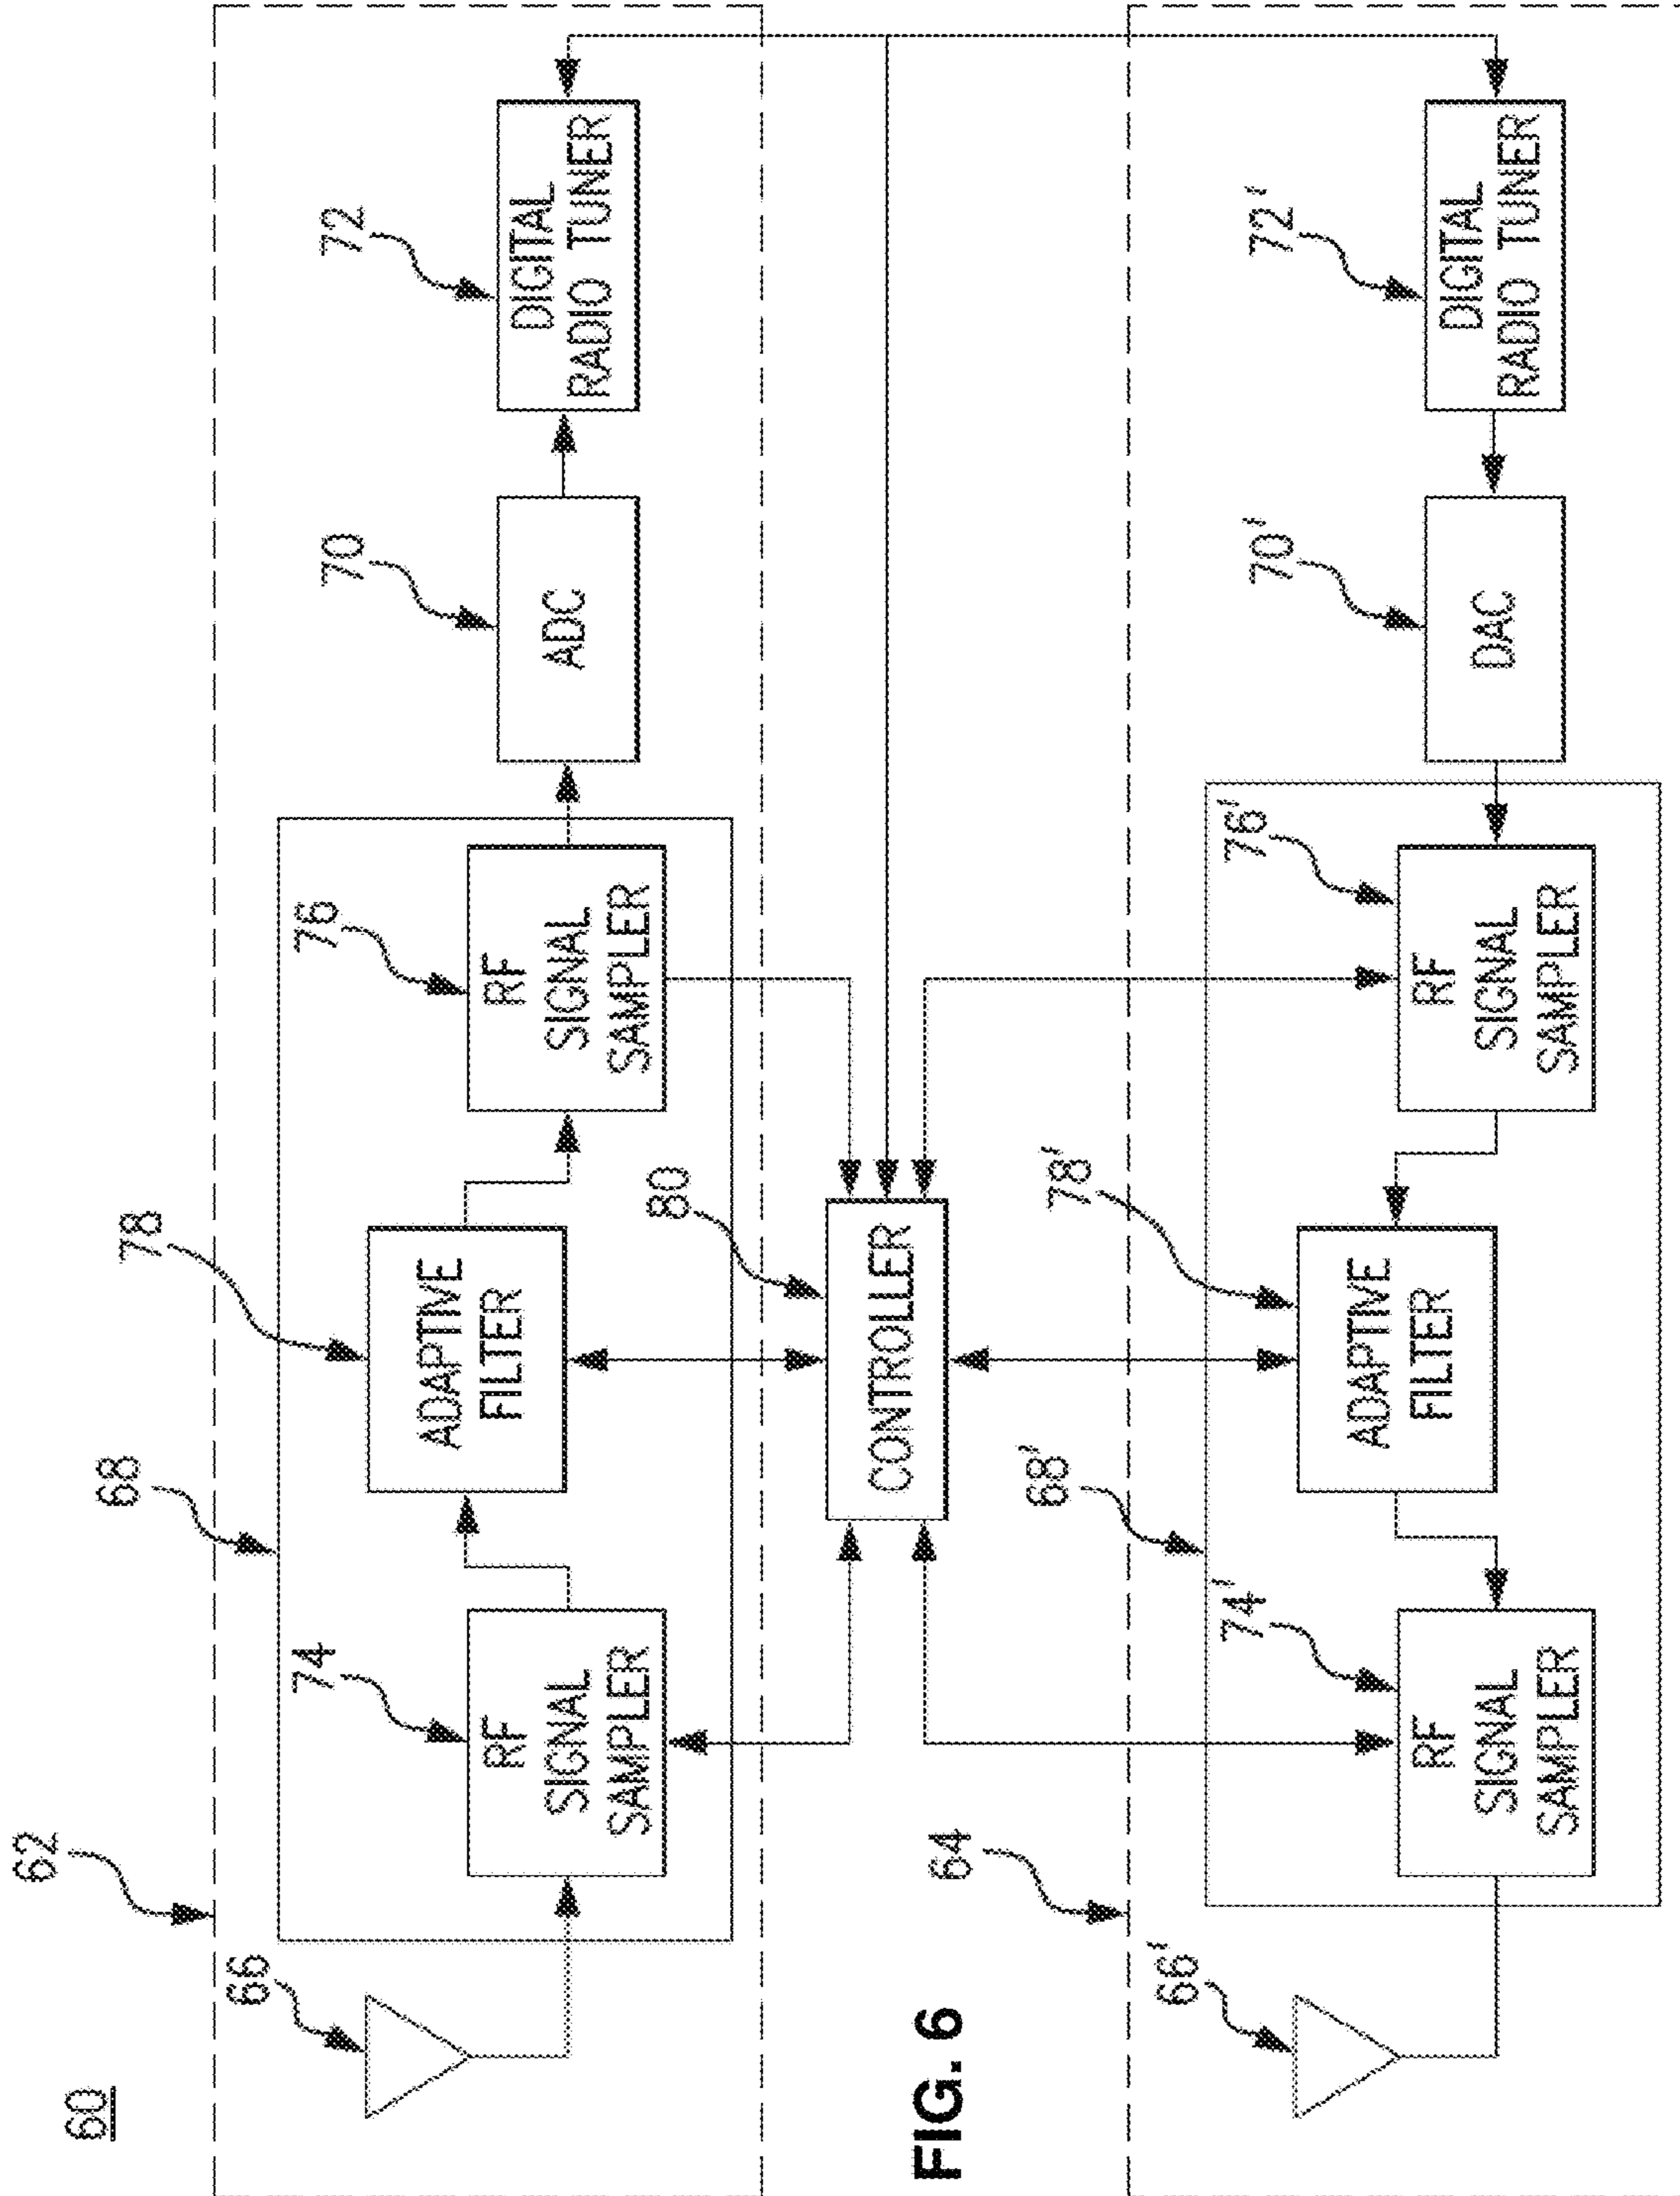 60
62
66
68
74
RF
SIGNAL
SAMPLER
78
ADAPTIVE
FILTER
76
RF
SIGNAL
SAMPLER
70
ADC
72
DIGITAL
RADIO TUNER
80
CONTROLLER
FIG. 6
64
66'
68'
74'
RF
SIGNAL
SAMPLER
78'
ADAPTIVE
FILTER
76'
RF
SIGNAL
SAMPLER
70'
DAC
72'
DIGITAL
RADIO TUNER